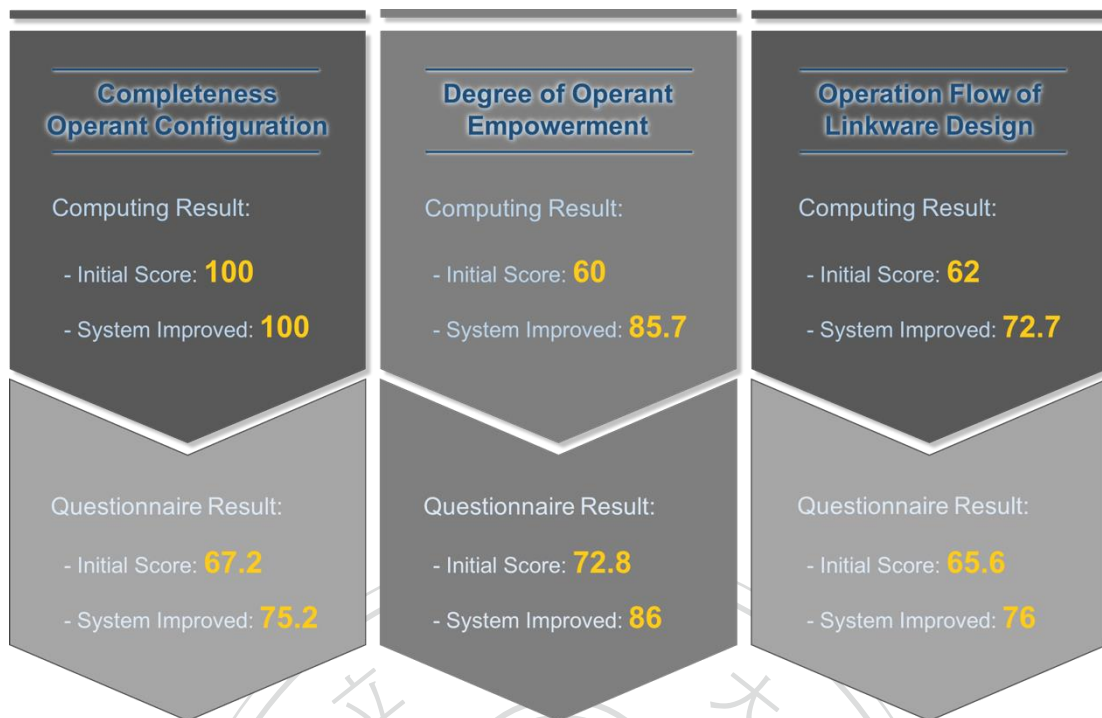 Completeness
Operant Configuration
Computing Result:
- Initial Score: 100
- System Improved: 100
Questionnaire Result:
- Initial Score: 67.2
- System Improved: 75.2
Degree of Operant
Empowerment
Computing Result:
- Initial Score: 60
- System Improved: 85.7
Questionnaire Result:
- Initial Score: 72.8
- System Improved: 86
Operation Flow of
Linkware Design
Computing Result:
- Initial Score: 62
- System Improved: 72.7
Questionnaire Result:
- Initial Score: 65.6
- System Improved: 76
立
大